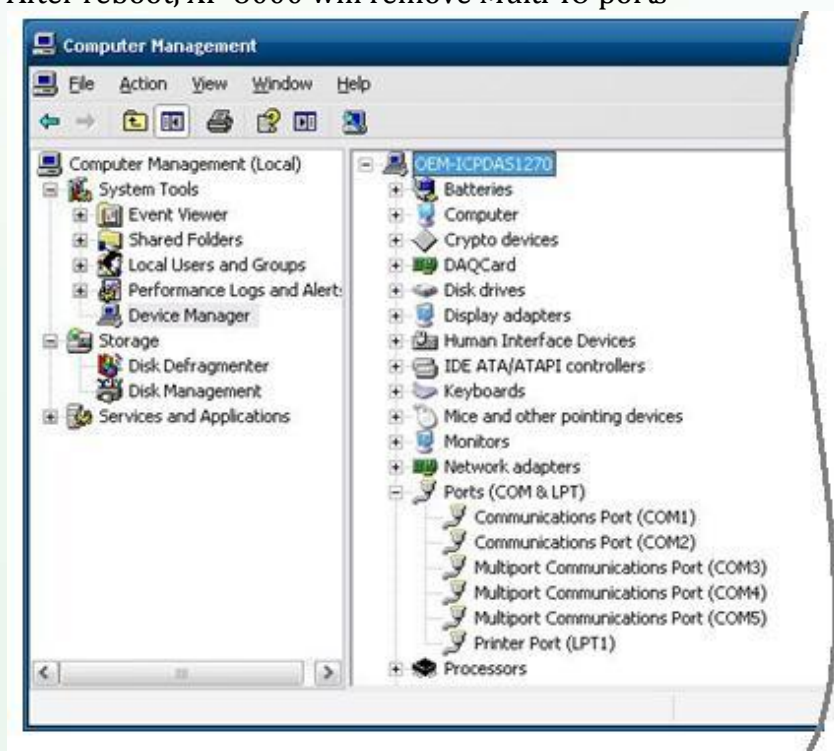 After reboot, XP-8000 will remove Multi-IO ports
Computer Management
File Action View Window Help
Computer Management (Local)
System Tools
Event Viewer
Shared Folders
Local Users and Groups
Performance Logs and Alert:
Device Manager
Storage
Disk Defragmenter
Disk Management
Services and Applications
OEM-ICPDAS1270
Batteries
Computer
Crypto devices
DAQCard
Disk drives
Display adapters
Human Interface Devices
IDE ATA/ATAPI controllers
Keyboards
Mice and other pointing devices
Monitors
Network adapters
Ports (COM & LPT)
Communications Port (COM1)
Communications Port (COM2)
Multiport Communications Port (COM3)
Multiport Communications Port (COM4)
Multiport Communications Port (COM5)
Printer Port (LPT1)
Processors